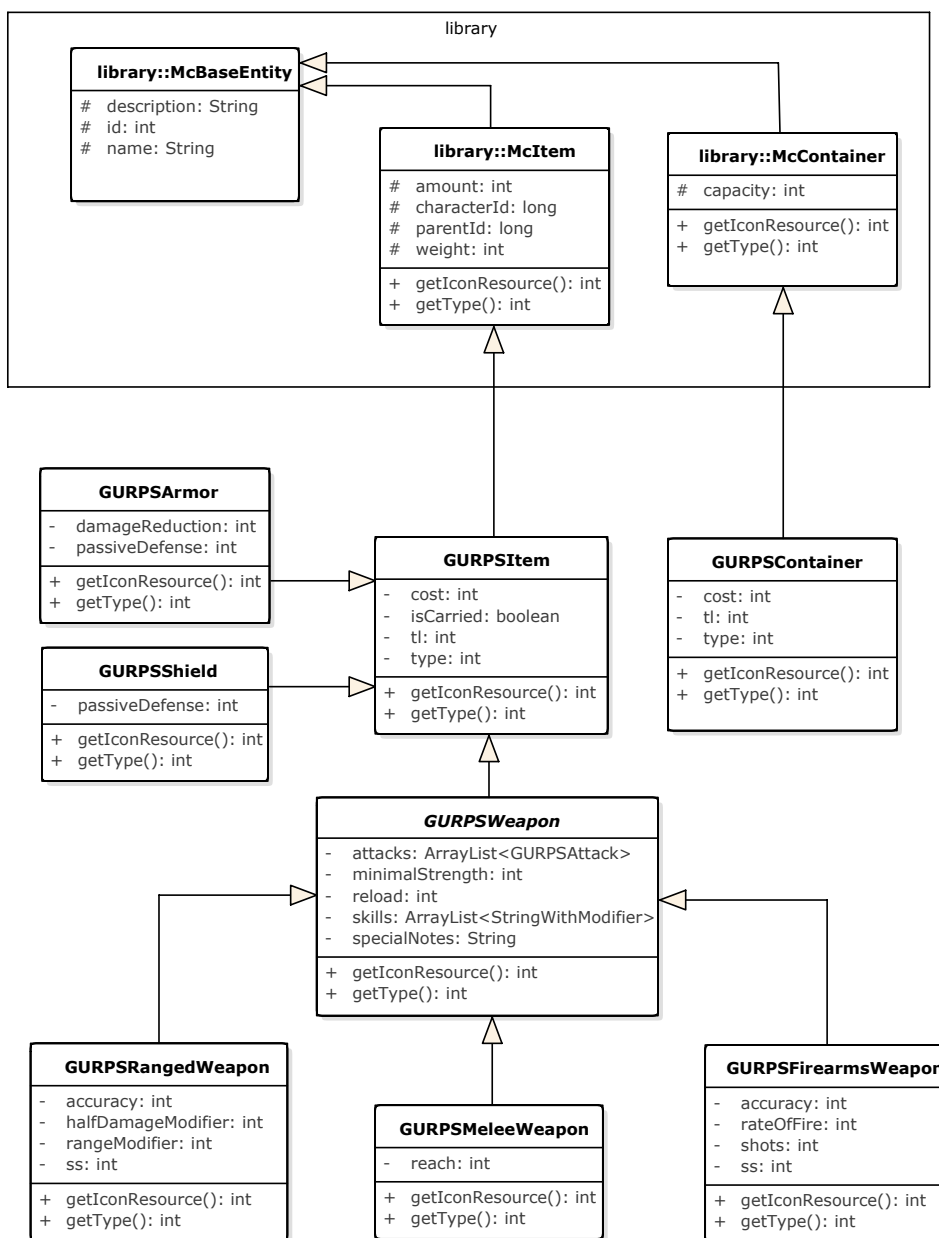 library
library::McBaseEntity
# description: String
# id: int
# name: String
library::McItem
# amount: int
# characterId: long
# parentId: long
# weight: int
+ getIconResource(): int
+ getType(): int
library::McContainer
# capacity: int
+ getIconResource(): int
+ getType(): int
GURPSArmor
- damageReduction: int
- passiveDefense: int
+ getIconResource(): int
+ getType(): int
GURPSItem
- cost: int
- isCarried: boolean
- tl: int
- type: int
+ getIconResource(): int
+ getType(): int
GURPSContainer
- cost: int
- tl: int
- type: int
+ getIconResource(): int
+ getType(): int
GURPSShield
- passiveDefense: int
+ getIconResource(): int
+ getType(): int
GURPSWeapon
- attacks: ArrayList<GURPSAttack>
- minimalStrength: int
- reload: int
- skills: ArrayList<StringWithModifier>
- specialNotes: String
+ getIconResource(): int
+ getType(): int
GURPSRangedWeapon
- accuracy: int
- halfDamageModifier: int
- rangeModifier: int
- ss: int
+ getIconResource(): int
+ getType(): int
GURPSMeleeWeapon
- reach: int
+ getIconResource(): int
+ getType(): int
GURPSFirearmsWeapon
- accuracy: int
- rateOfFire: int
- shots: int
- ss: int
+ getIconResource(): int
+ getType(): int